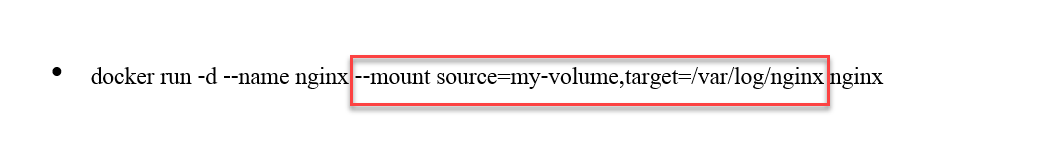 • docker run -d --name nginx --mount source=my-volume,target=/var/log/nginx nginx